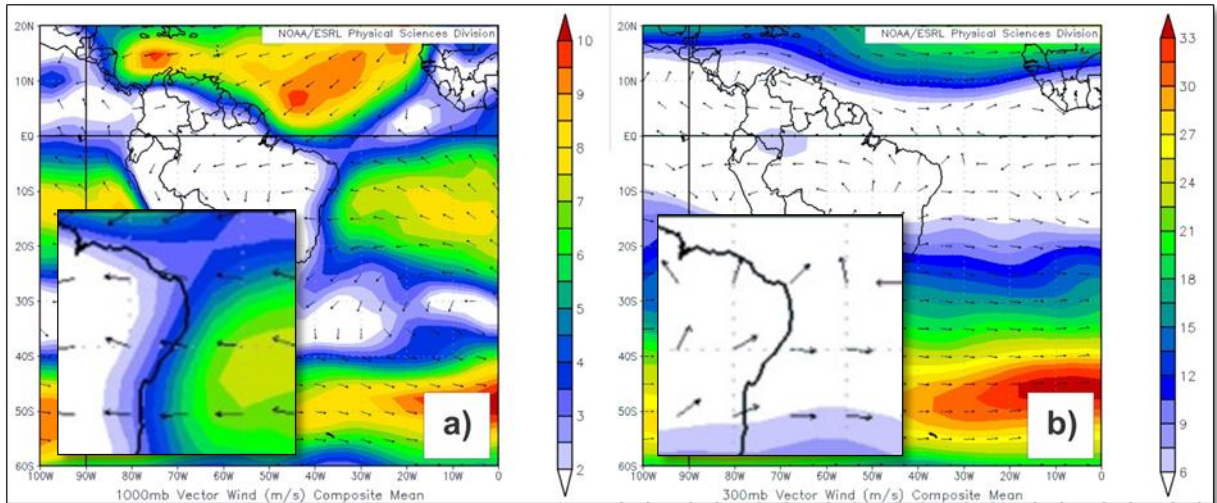 NOAA/ESRL Physical Sciences Division
20N
10N
EQ
10S
20S
30S
40S
50S
60S
100W 90W 80W 70W 60W 50W 40W 30W 20W 10W 0
1000mb Vector Wind (m/s) Composite Mean
10
9
8
7
6
5
4
3
2
a)
NOAA/ESRL Physical Sciences Division
20N
10N
EQ
10S
20S
30S
40S
50S
60S
100W 90W 80W 70W 60W 50W 40W 30W 20W 10W 0
300mb Vector Wind (m/s) Composite Mean
33
30
27
24
21
18
15
12
9
6
b)